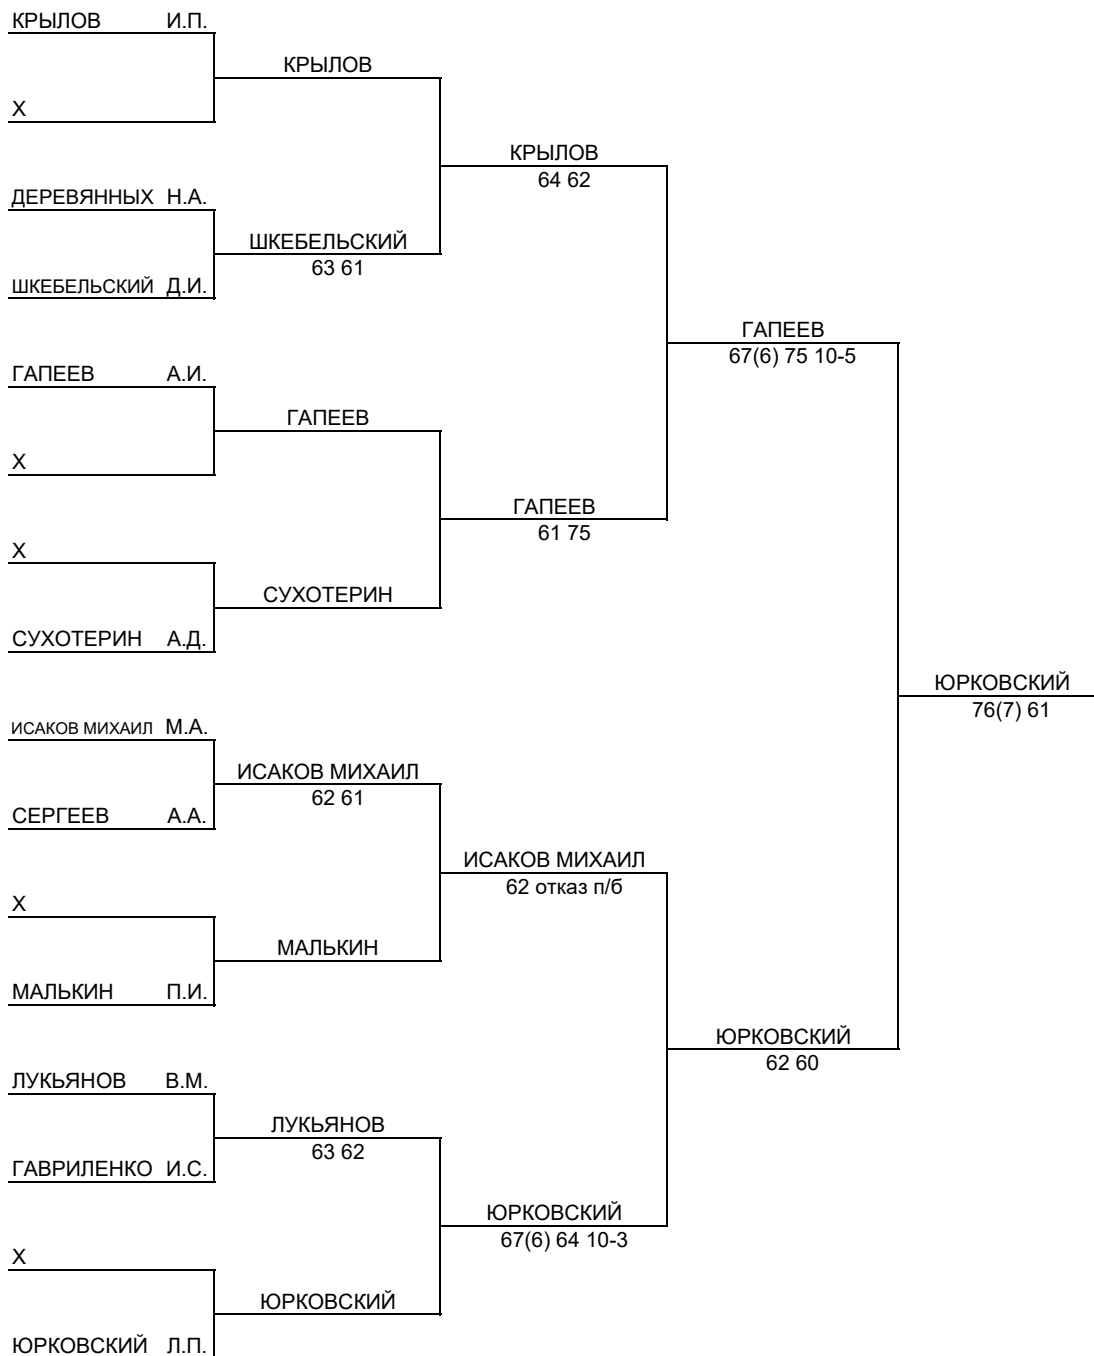 КРЫЛОВ И.П.
КРЫЛОВ
Х
КРЫЛОВ
64 62
ДЕРЕВЯННЫХ Н.А.
ШКЕБЕЛЬСКИЙ
63 61
ШКЕБЕЛЬСКИЙ Д.И.
ГАПЕЕВ
67(6) 75 10-5
ГАПЕЕВ А.И.
ГАПЕЕВ
Х
ГАПЕЕВ
61 75
Х
СУХОТЕРИН
СУХОТЕРИН А.Д.
ЮРКОВСКИЙ
76(7) 61
ИСАКОВ МИХАИЛ М.А.
ИСАКОВ МИХАИЛ
62 61
СЕРГЕЕВ А.А.
ИСАКОВ МИХАИЛ
62 отказ п/б
Х
МАЛЬКИН
МАЛЬКИН П.И.
ЮРКОВСКИЙ
62 60
ЛУКЬЯНОВ В.М.
ЛУКЬЯНОВ
63 62
ГАВРИЛЕНКО И.С.
ЮРКОВСКИЙ
67(6) 64 10-3
Х
ЮРКОВСКИЙ
ЮРКОВСКИЙ Л.П.